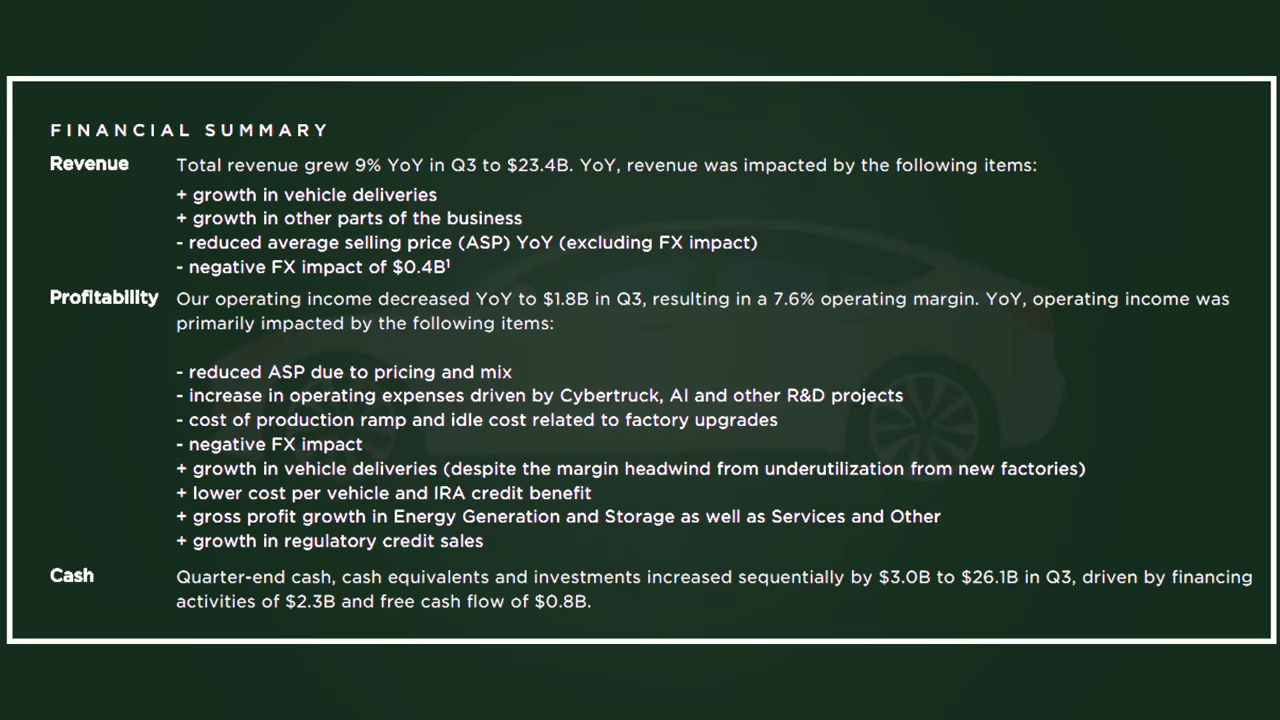 FINANCIAL SUMMARY
Revenue Total revenue grew 9% YoY in Q3 to $23.4B. YoY, revenue was impacted by the following items:
+ growth in vehicle deliveries
+ growth in other parts of the business
- reduced average selling price (ASP) YoY (excluding FX impact)
- negative FX impact of $0.4B¹
Profitability Our operating income decreased YoY to $1.8B in Q3, resulting in a 7.6% operating margin. YoY, operating income was
primarily impacted by the following items:
- reduced ASP due to pricing and mix
- increase in operating expenses driven by Cybertruck, AI and other R&D projects
- cost of production ramp and idle cost related to factory upgrades
- negative FX impact
+ growth in vehicle deliveries (despite the margin headwind from underutilization from new factories)
+ lower cost per vehicle and IRA credit benefit
+ gross profit growth in Energy Generation and Storage as well as Services and Other
+ growth in regulatory credit sales
Cash Quarter-end cash, cash equivalents and investments increased sequentially by $3.0B to $26.1B in Q3, driven by financing
activities of $2.3B and free cash flow of $0.8B.